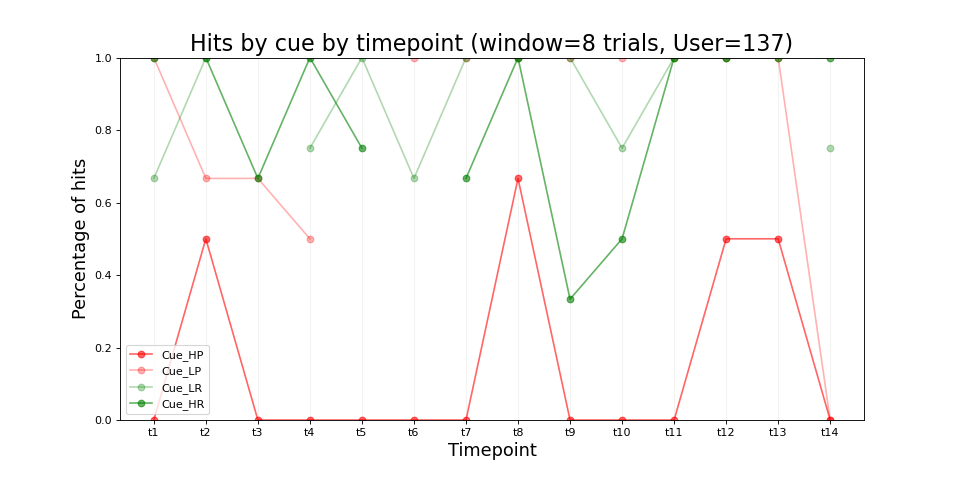 Hits by cue by timepoint (window=8 trials, User=137)
Percentage of hits
1.0
0.8
0.6
0.4
0.2
0.0
Cue_HP
Cue_LP
Cue_LR
Cue_HR
t1 t2 t3 t4 t5 t6 t7 t8 t9 t10 t11 t12 t13 t14
Timepoint